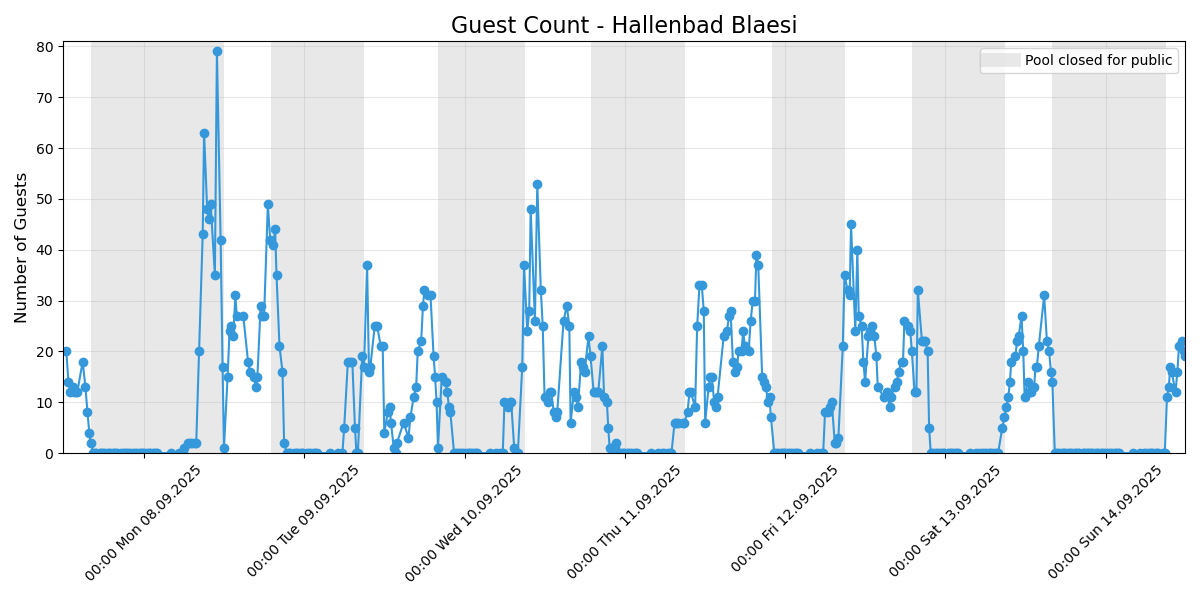 Guest Count - Hallenbad Blaesi
Pool closed for public
Number of Guests
80
70
60
50
40
30
20
10
0
00:00 Mon 08.09.2025
00:00 Tue 09.09.2025
00:00 Wed 10.09.2025
00:00 Thu 11.09.2025
00:00 Fri 12.09.2025
00:00 Sat 13.09.2025
00:00 Sun 14.09.2025